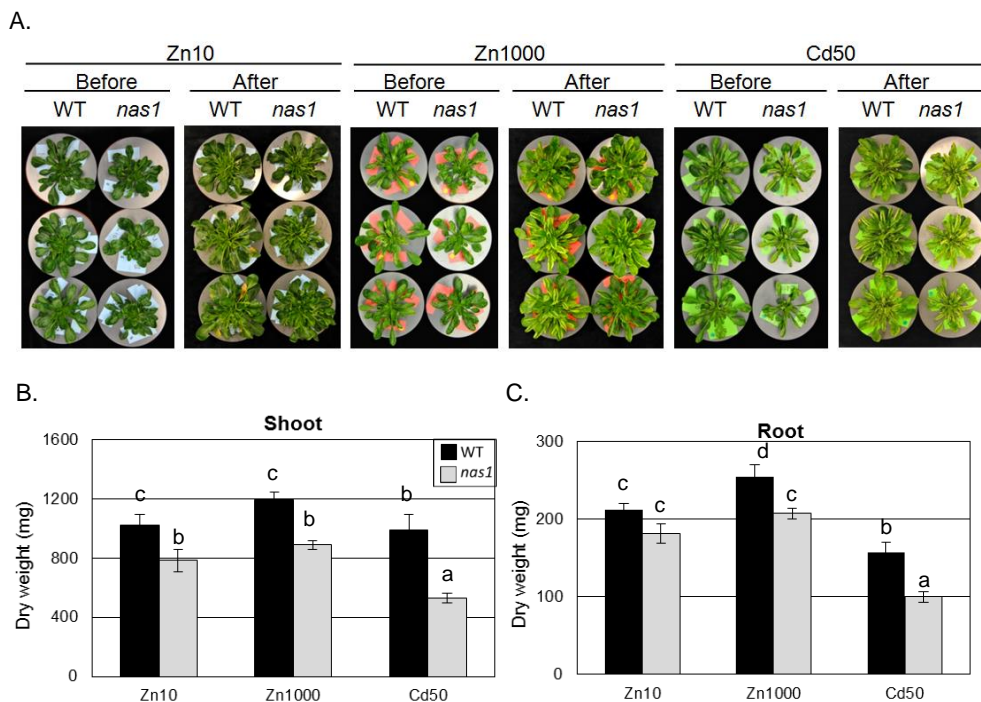 A.
Zn10 Zn1000 Cd50
Before After Before After Before After
WT nas1 WT nas1 WT nas1 WT nas1 WT nas1 WT nas1
B.
Shoot
Dry weight (mg)
1600
1200
800
400
0
WT
nas1
c b c b b a
Zn10 Zn1000 Cd50
C.
Root
Dry weight (mg)
300
200
100
0
c c d c b a
Zn10 Zn1000 Cd50